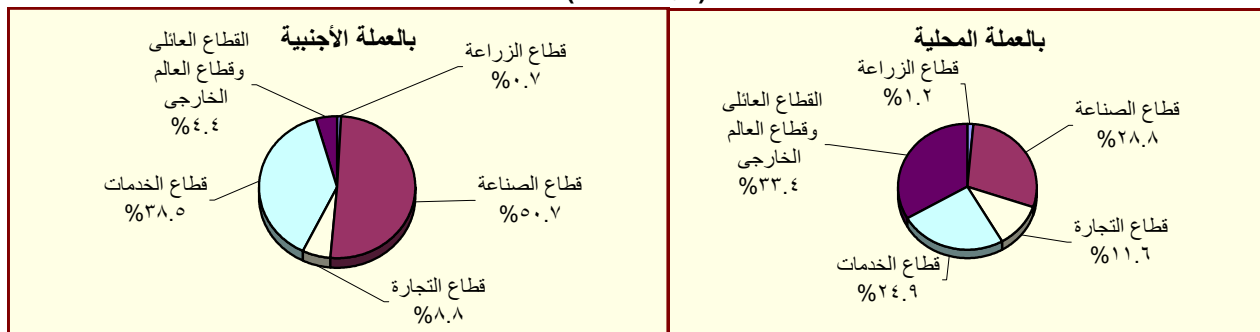 بالعملة المحلية
قطاع الزراعة
%١.٢
قطاع الصناعة
%٢٨.٨
قطاع التجارة
%١١.٦
قطاع الخدمات
%٢٤.٩
القطاع العائلى
وقطاع العالم
الخارجى
%٣٣.٤
بالعملة الأجنبية
قطاع الزراعة
%٠.٧
قطاع الصناعة
%٥٠.٧
قطاع التجارة
%٨.٨
قطاع الخدمات
%٣٨.٥
القطاع العائلى
وقطاع العالم
الخارجى
%٤.٤